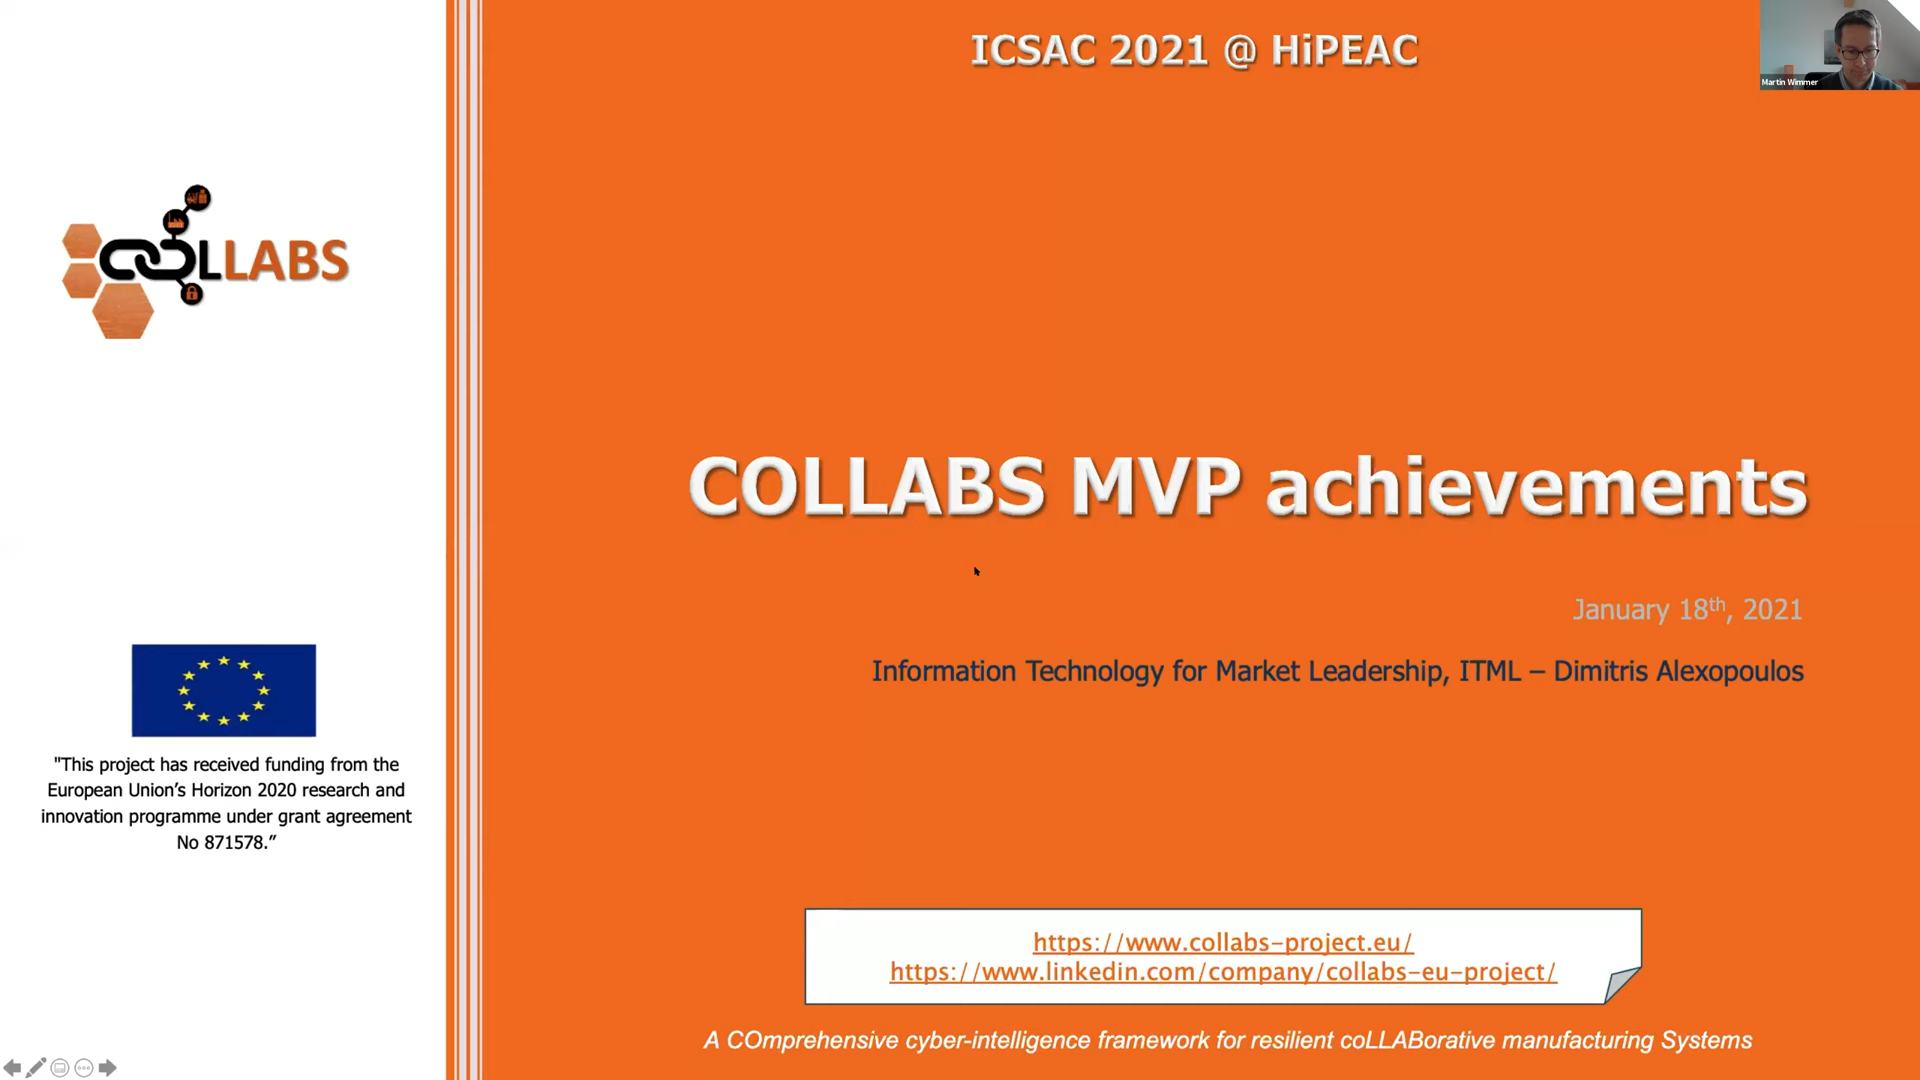 ICSAC 2021 @ HiPEAC
Martin Wimmer
COLLABS
COLLABS MVP achievements
January 18th, 2021
Information Technology for Market Leadership, ITML – Dimitris Alexopoulos
"This project has received funding from the
European Union’s Horizon 2020 research and
innovation programme under grant agreement
No 871578.”
https://www.collabs-project.eu/
https://www.linkedin.com/company/collabs-eu-project/
A COmprehensive cyber-intelligence framework for resilient coLLABorative manufacturing Systems